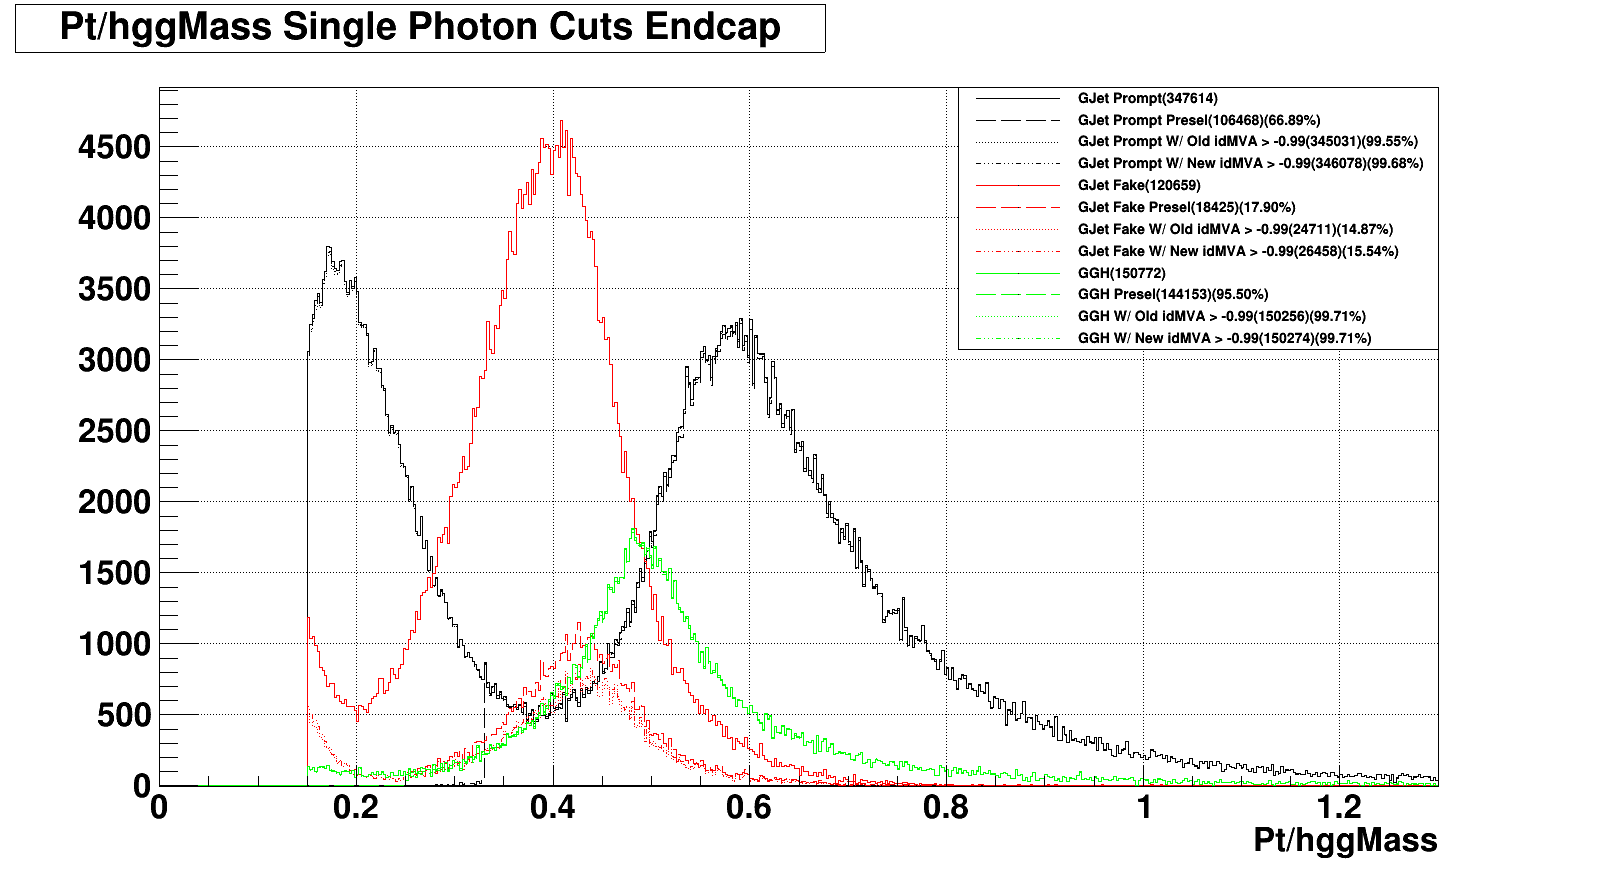 Pt/hggMass Single Photon Cuts Endcap
GJet Prompt(347614)
GJet Prompt Presel(106468)(66.89%)
GJet Prompt W/ Old idMVA > -0.99(345031)(99.55%)
GJet Prompt W/ New idMVA > -0.99(346078)(99.68%)
GJet Fake(120659)
GJet Fake Presel(18425)(17.90%)
GJet Fake W/ Old idMVA > -0.99(24711)(14.87%)
GJet Fake W/ New idMVA > -0.99(26458)(15.54%)
GGH(150772)
GGH Presel(144153)(95.50%)
GGH W/ Old idMVA > -0.99(150256)(99.71%)
GGH W/ New idMVA > -0.99(150274)(99.71%)
4500
4000
3500
3000
2500
2000
1500
1000
500
0
0 0.2 0.4 0.6 0.8 1 1.2
Pt/hggMass